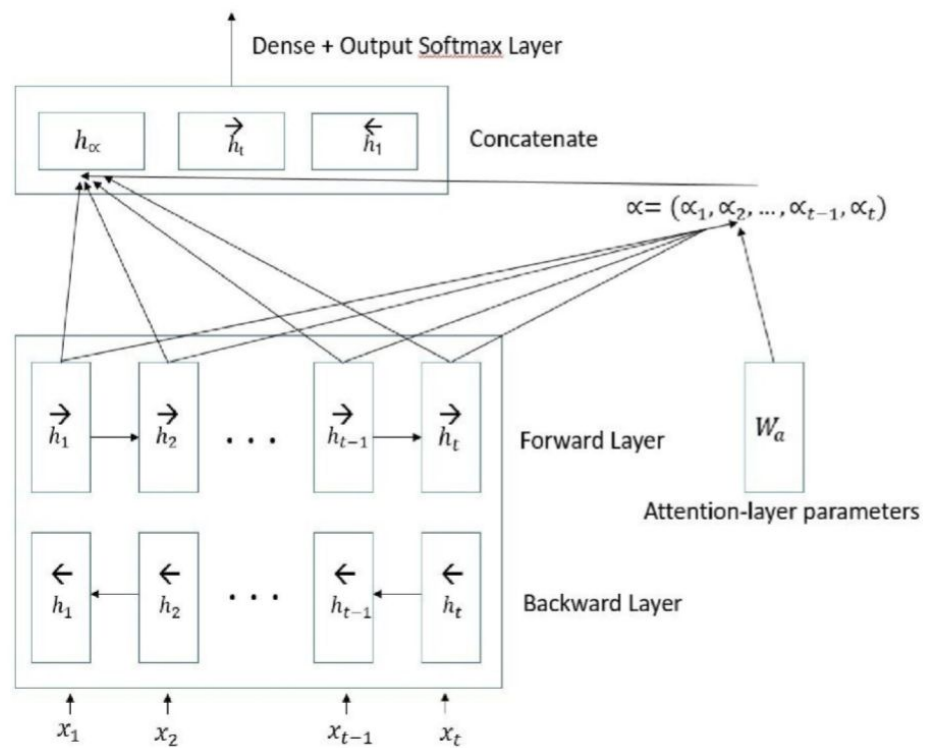 Dense + Output Softmax Layer
h∝ →ht ←h1
Concatenate
∝= (∝1, ∝2, ..., ∝t−1, ∝t)
→h1 →h2 ... →ht−1 →ht
Forward Layer
Wa
Attention-layer parameters
←h1 ←h2 ... ←ht−1 ←ht
Backward Layer
x1 x2 xt−1 xt